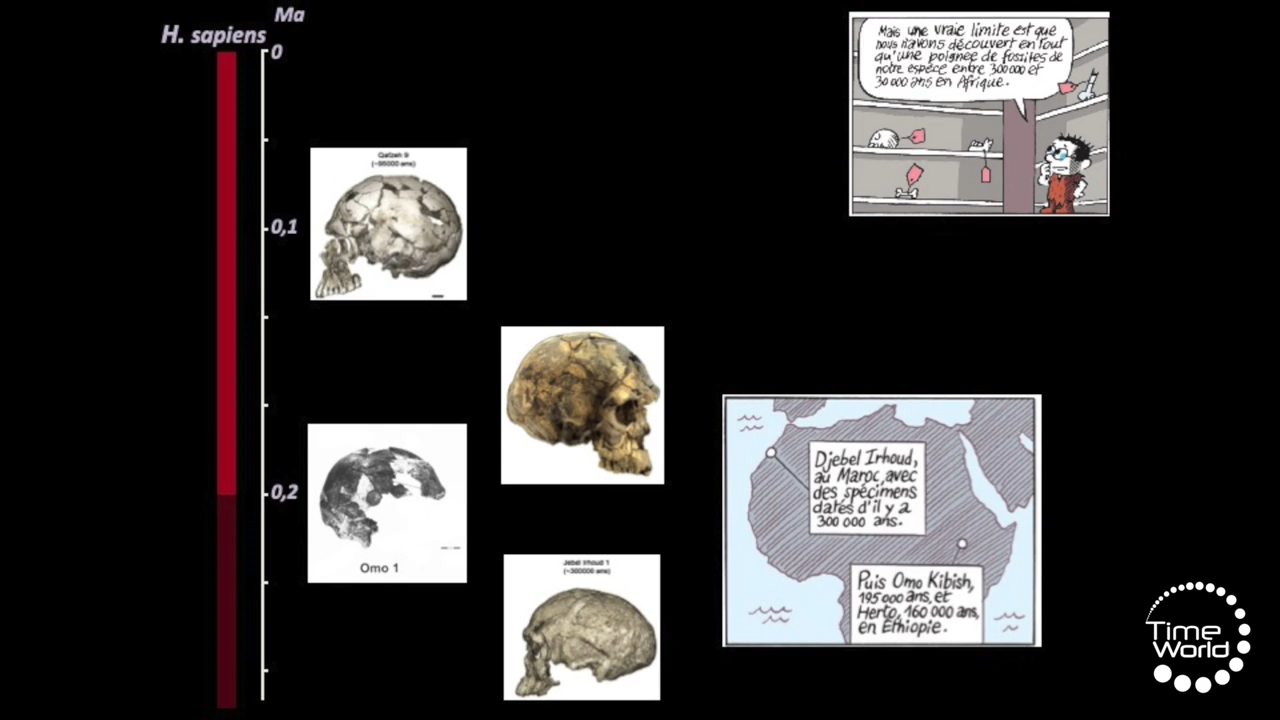 Ma
H. sapiens
0
0,1
0,2
Qafzeh 9
(~95000 ans)
Omo 1
Jebel Irhoud 1
(~300000 ans)
Mais une vraie limite est que
nous n'avons découvert en tout
qu'une poignée de fossiles de
notre espèce entre 300 000 et
30 000 ans en Afrique.
Djebel Irhoud,
au Maroc, avec
des spécimens
datés d'il y a
300 000 ans.
Puis Omo Kibish,
195 000 ans, et
Herto, 160 000 ans,
en Éthiopie.
Time
World